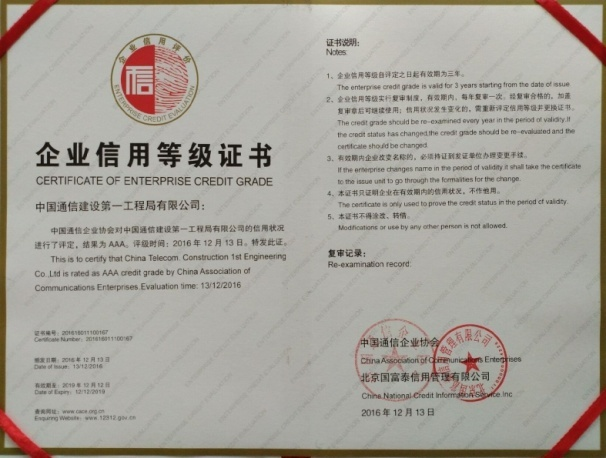 企业信用评价
信
ENTERPRISE CREDIT EVALUATION
企业信用等级证书
CERTIFICATE OF ENTERPRISE CREDIT GRADE
中国通信建设第一工程局有限公司：
中国通信企业协会对中国通信建设第一工程局有限公司的信用状况
进行了评定，结果为 AAA。评级时间：2016 年 12 月 13 日。特发此证。
This is to certify that China Telecom. Construction 1st Engineering
Co.,Ltd is rated as AAA credit grade by China Association of
Communications Enterprises.Evaluation time: 13/12/2016
证书编号：201618011100167
Certificate Number: 201618011100167
颁发日期：2016 年 12 月 13 日
Date of Issue: 13/12/2016
有效期至：2019 年 12 月 12 日
Date of Expiry: 12/12/2019
查询网址：www.cace.org.cn
Enquiring Website: www.12312.gov.cn
证书说明：
Notes:
1、企业信用等级自评定之日起有效期为三年。
The enterprise credit grade is valid for 3 years starting from the date of issue
2、企业信用等级实行复审制度，有效期内，每年复审一次，经复审合格的，加盖
复审章后可继续使用；信用状况发生变化的，需重新评定信用等级并更换证书。
The credit grade should be re-examined every year in the period of validity.If
the credit status has changed,the credit grade should be re-evaluated and the
certificate should be changed.
3、有效期内企业改变名称的，必须持证到发证单位办理变更手续。
If the enterprise changes name in the period of validity it shall take the certificate
to the issue unit to go through the formalities for the change.
4、本证书只证明企业在有效期内的信用状况，不作他用。
The certificate is only used to prove the credit status in the period of validity.
5、本证书不得涂改、转借。
Modifications or use by any other person is not allowed.
复审记录：
Re-examination record:
中国通信企业协会
China Association of Communications Enterprises
北京国富泰信用管理有限公司
China National Credit Information Service Inc
2016 年 12 月 13 日